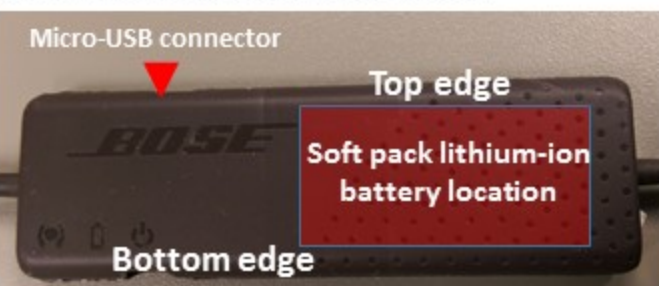 Micro-USB connector
Top edge
BOSE
Soft pack lithium-ion
battery location
Bottom edge